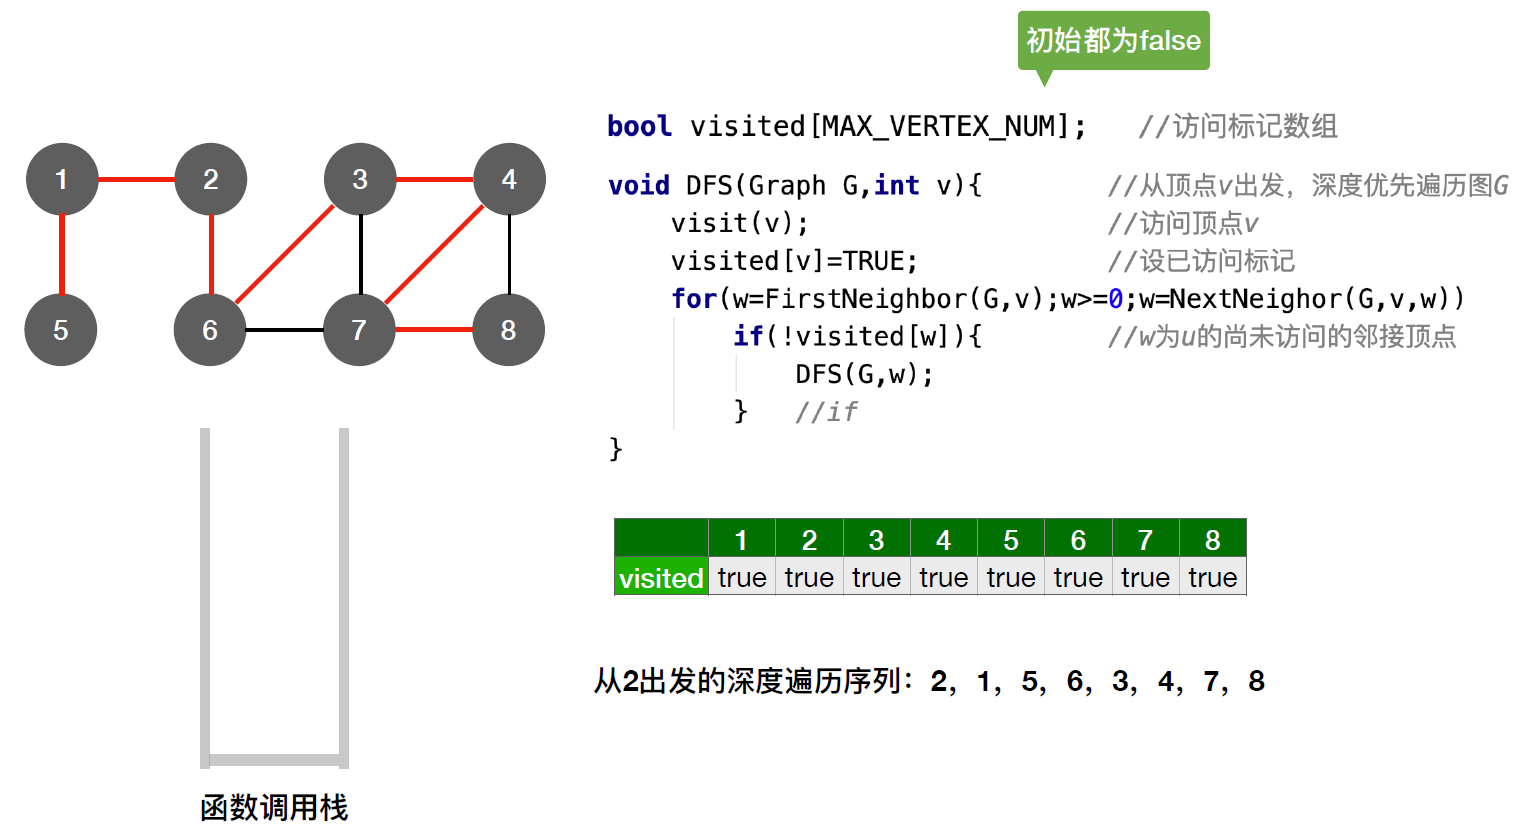 初始都为false
bool visited[MAX_VERTEX_NUM]; //访问标记数组
void DFS(Graph G,int v){ //从顶点v出发，深度优先遍历图G
visit(v); //访问顶点v
visited[v]=TRUE; //设已访问标记
for(w=FirstNeighbor(G,v);w>=0;w=NextNeighor(G,v,w))
if(!visited[w]){ //w为u的尚未访问的邻接顶点
DFS(G,w);
} //if
}
1 2 3 4
5 6 7 8
1 2 3 4 5 6 7 8
visited true true true true true true true true
从2出发的深度遍历序列：2，1，5，6，3，4，7，8
函数调用栈